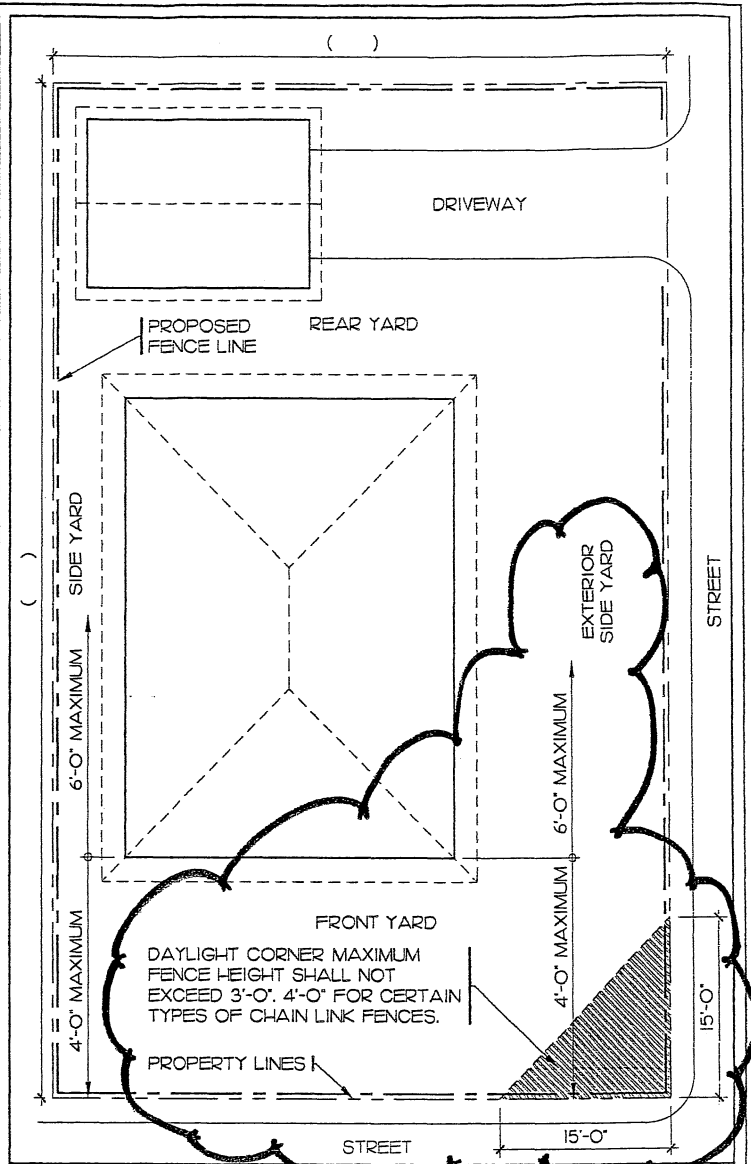 ( )
DRIVEWAY
PROPOSED
FENCE LINE
REAR YARD
SIDE YARD
( )
6'-0" MAXIMUM
4'-0" MAXIMUM
EXTERIOR
SIDE YARD
STREET
6'-0" MAXIMUM
4'-0" MAXIMUM
FRONT YARD
DAYLIGHT CORNER MAXIMUM
FENCE HEIGHT SHALL NOT
EXCEED 3'-0". 4'-0" FOR CERTAIN
TYPES OF CHAIN LINK FENCES.
PROPERTY LINES
15'-0"
15'-0"
STREET